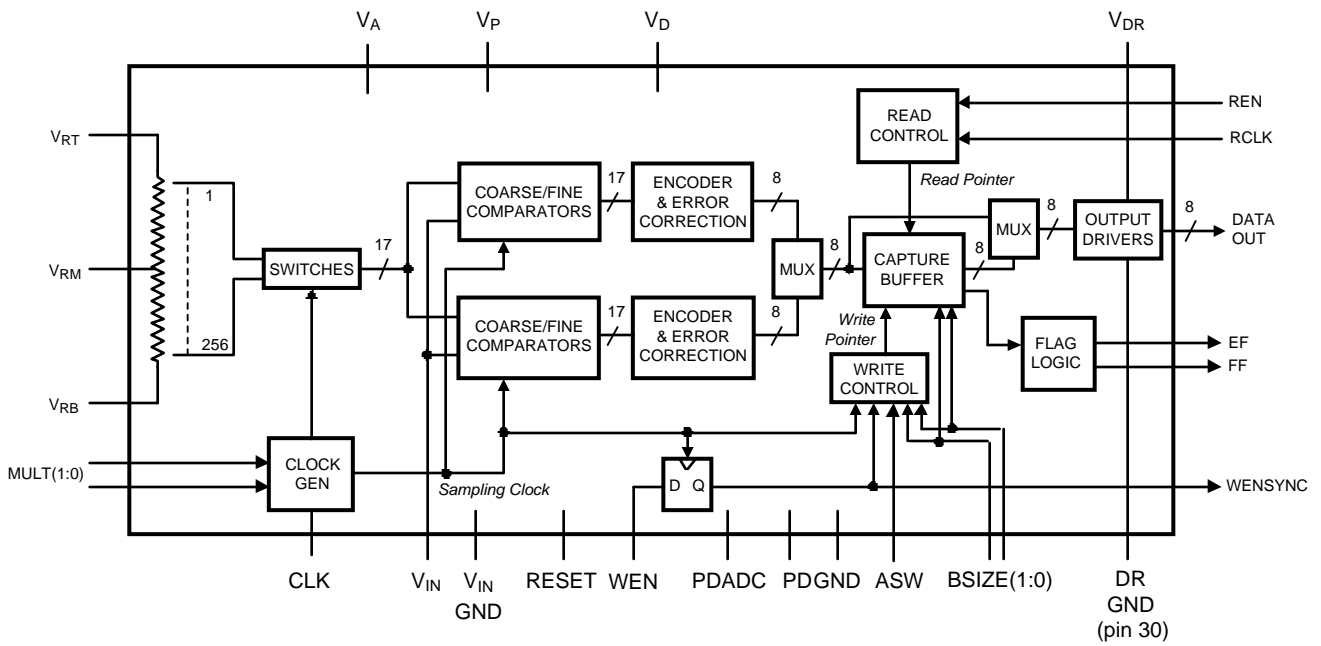 VA VP VD VDR
REN
READ CONTROL
RCLK
VRT
Read Pointer
1
17
8
COARSE/FINE COMPARATORS
ENCODER & ERROR CORRECTION
8
8
MUX
OUTPUT DRIVERS
DATA OUT
VRM
SWITCHES
17
MUX
8
CAPTURE BUFFER
8
256
COARSE/FINE COMPARATORS
17
ENCODER & ERROR CORRECTION
8
Write Pointer
FLAG LOGIC
EF
FF
WRITE CONTROL
VRB
MULT(1:0)
CLOCK GEN
Sampling Clock
D Q
WENSYNC
CLK
VIN
VIN GND
RESET
WEN
PDADC
PD
GND
ASW
BSIZE(1:0)
DR GND (pin 30)